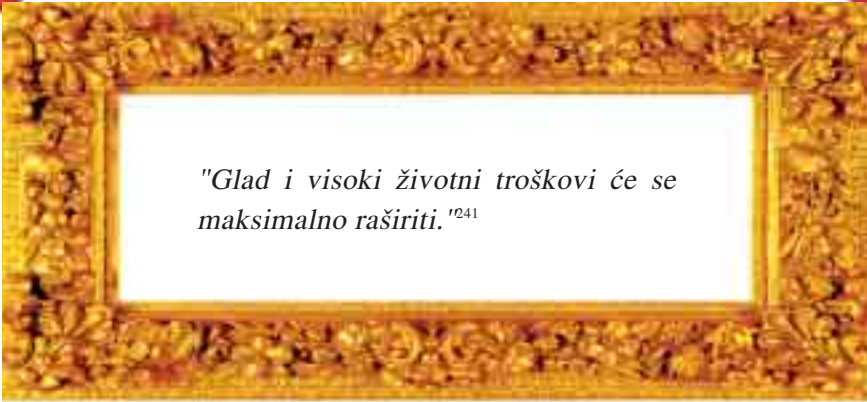 "Glad i visoki životni troškovi će se
maksimalno raširiti."241